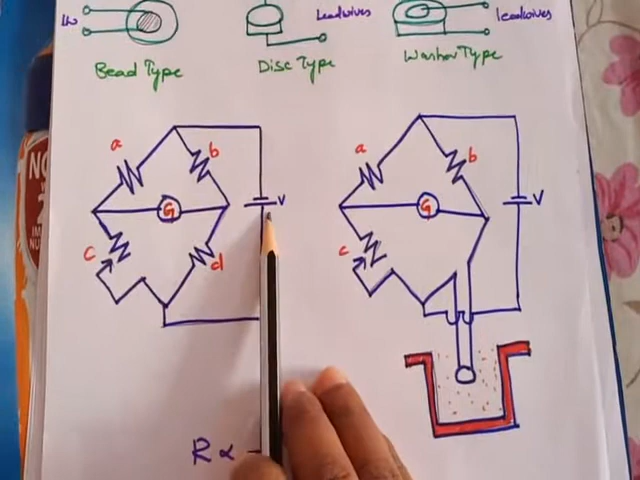 Leadwires
leadwires
Bead Type
Disc Type
Washer Type
a b V
G
c d
a b V
G
c
R ∝